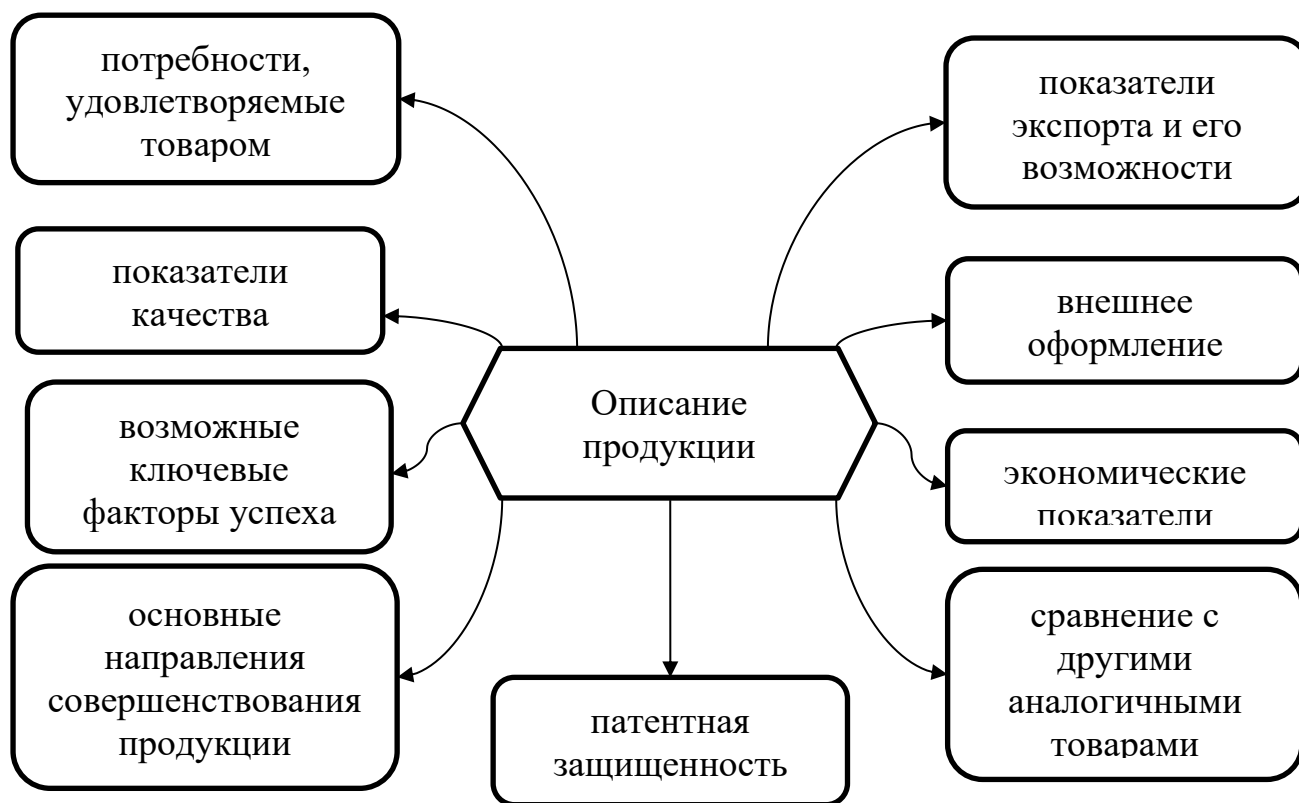 потребности,
удовлетворяемые
товаром
показатели
экспорта и его
возможности
показатели
качества
внешнее
оформление
Описание
продукции
возможные
ключевые
факторы успеха
экономические
показатели
основные
направления
совершенствования
продукции
патентная
защищенность
сравнение с
другими
аналогичными
товарами